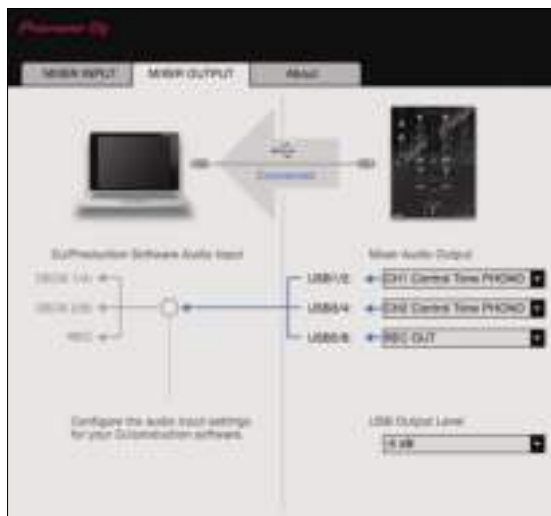 Pioneer Dj
MIXER INPUT
MIXER OUTPUT
About
Connected
DJ/Production Software Audio Input
Mixer Audio Output
DECK 1/A
USB1/2
CH1 Control Tone PHONO
DECK 2/B
USB3/4
CH2 Control Tone PHONO
REC
USB5/6
REC OUT
Configure the audio input settings
for your DJ/production software.
USB Output Level